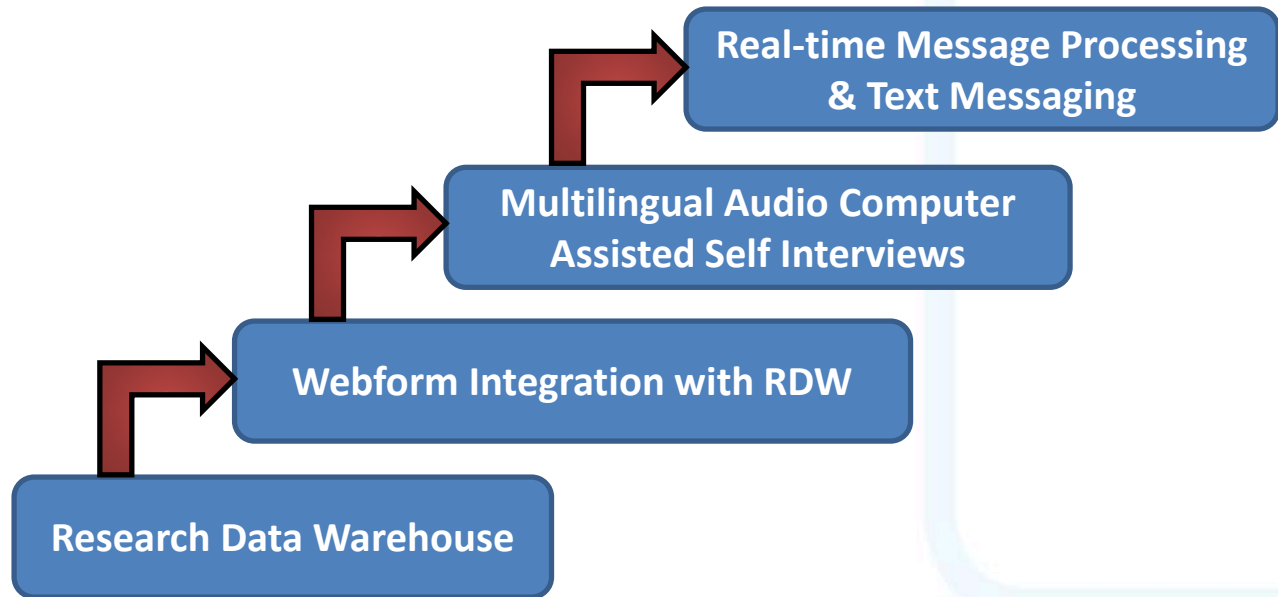 Real-time Message Processing
& Text Messaging
Multilingual Audio Computer
Assisted Self Interviews
Webform Integration with RDW
Research Data Warehouse